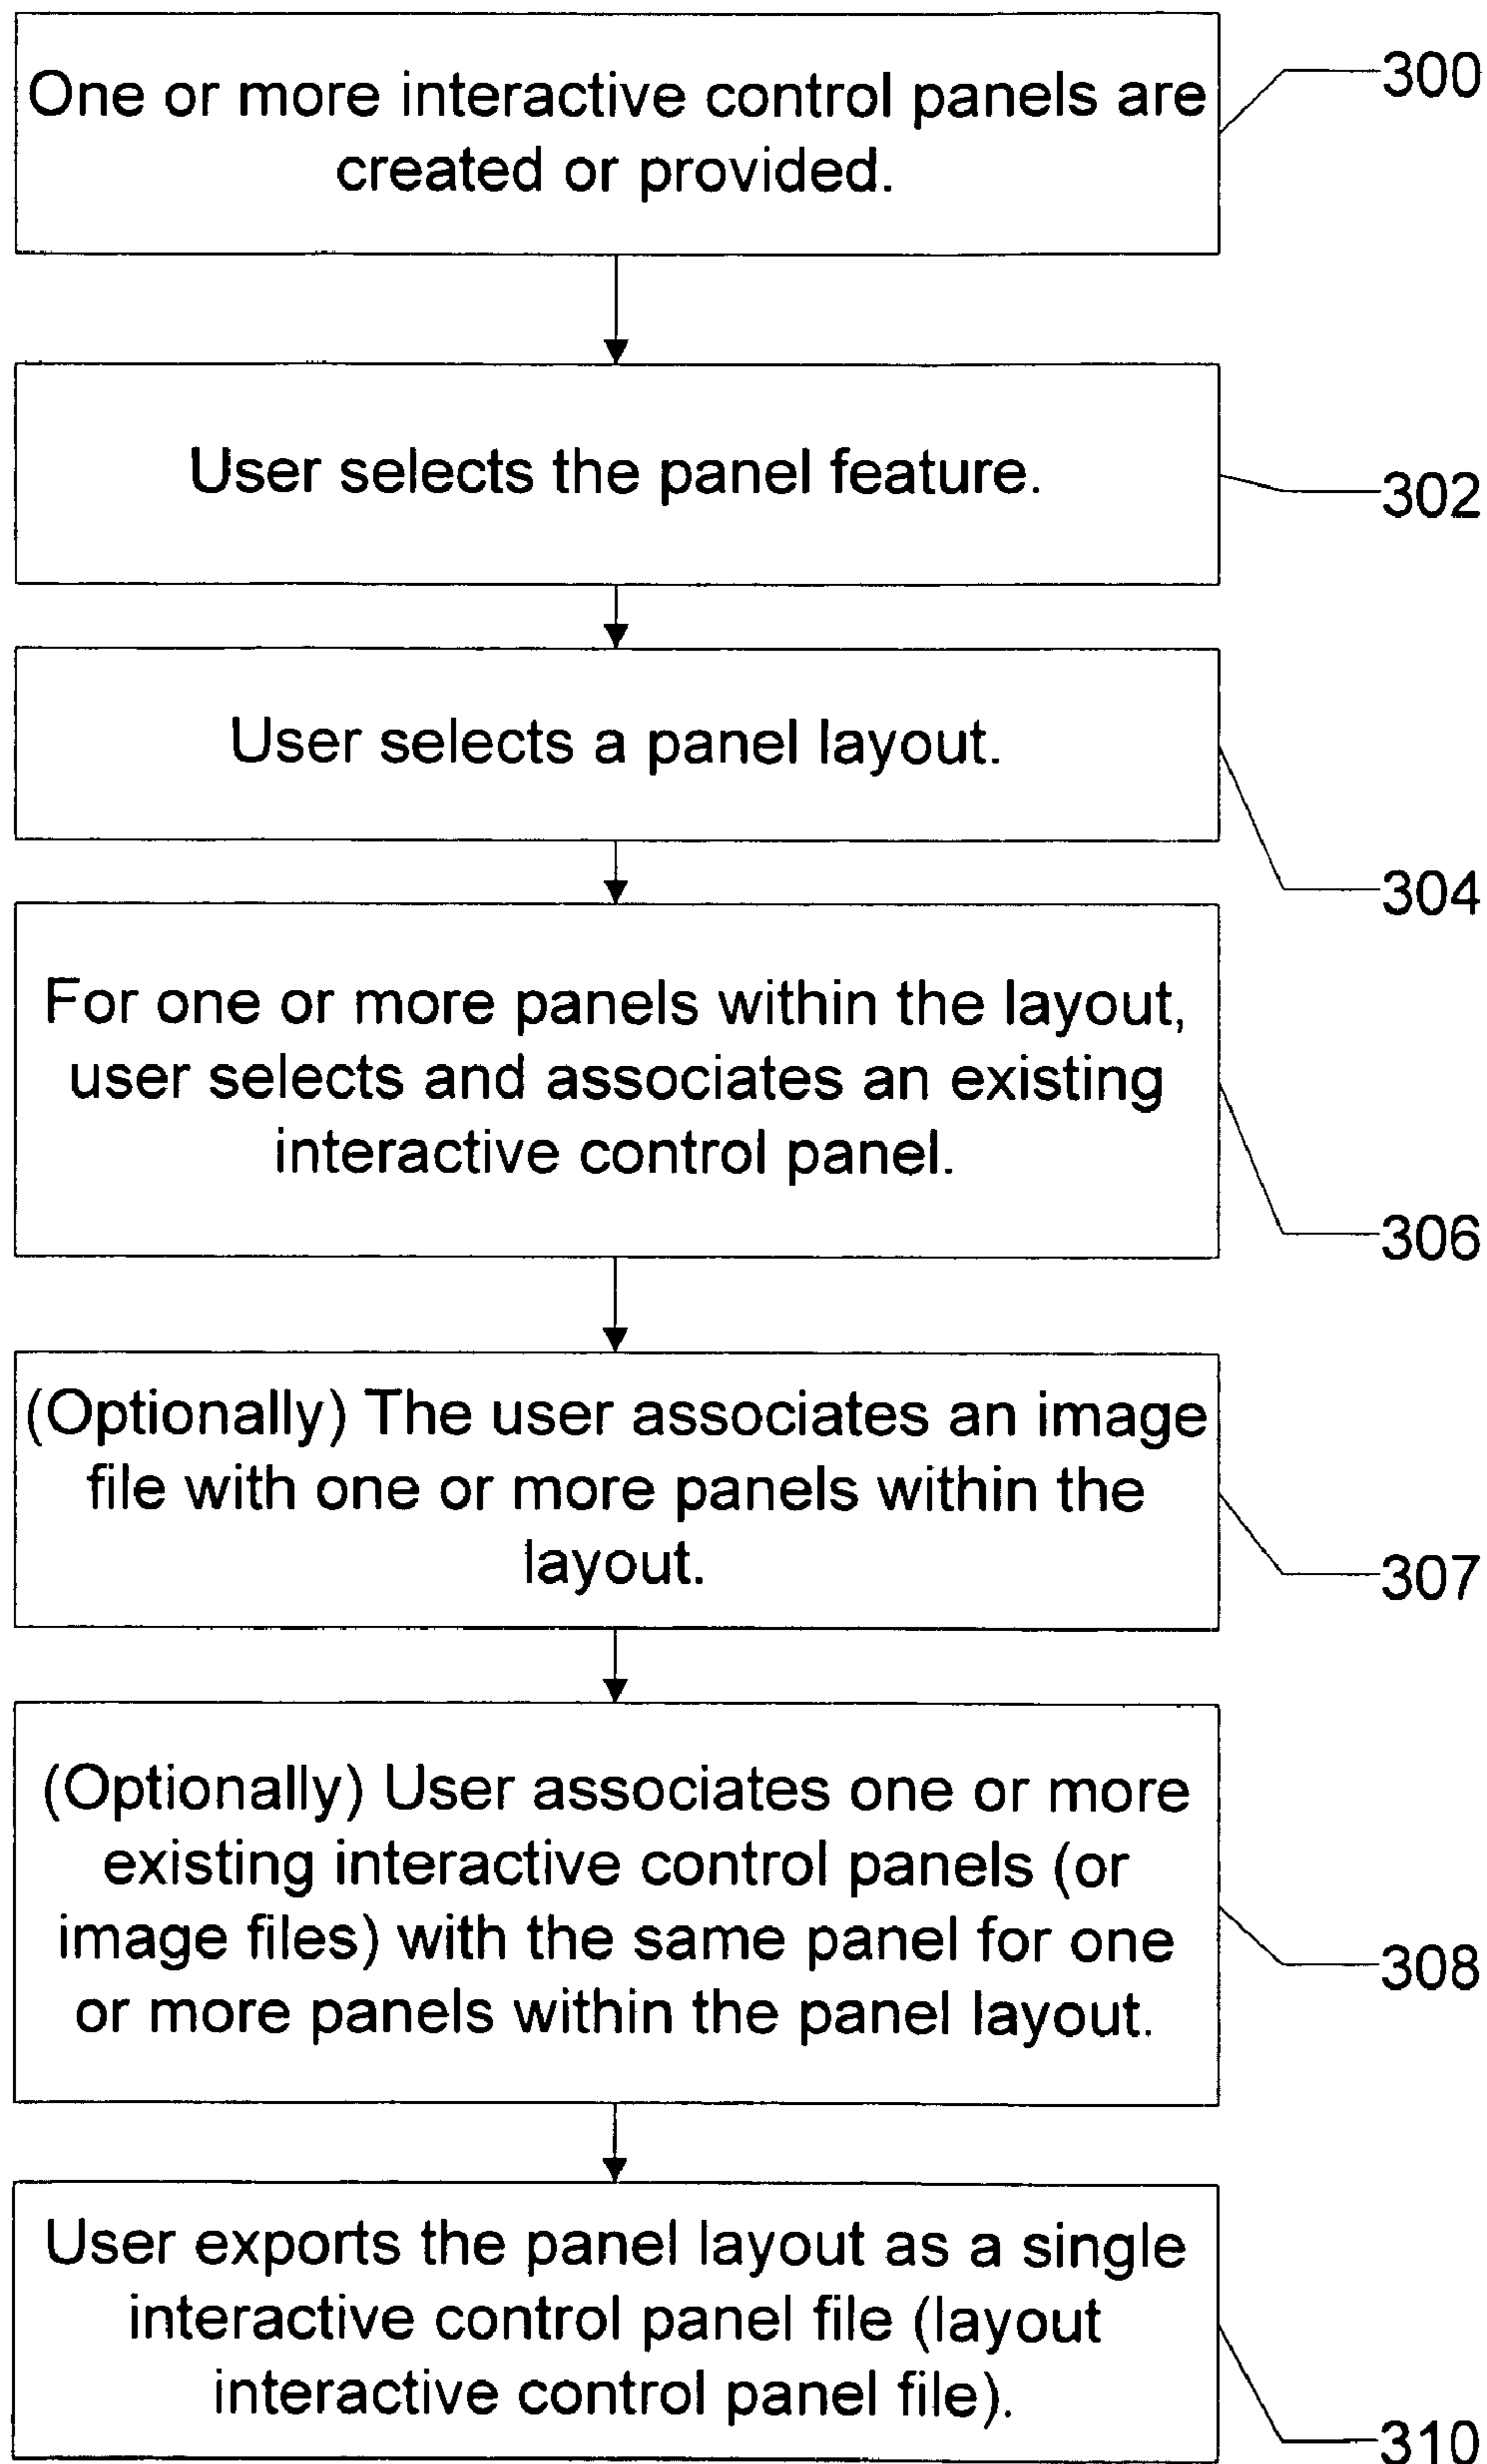 One or more interactive control panels are
created or provided.
300
User selects the panel feature.
302
User selects a panel layout.
304
For one or more panels within the layout,
user selects and associates an existing
interactive control panel.
306
(Optionally) The user associates an image
file with one or more panels within the
layout.
307
(Optionally) User associates one or more
existing interactive control panels (or
image files) with the same panel for one
or more panels within the panel layout.
308
User exports the panel layout as a single
interactive control panel file (layout
interactive control panel file).
310